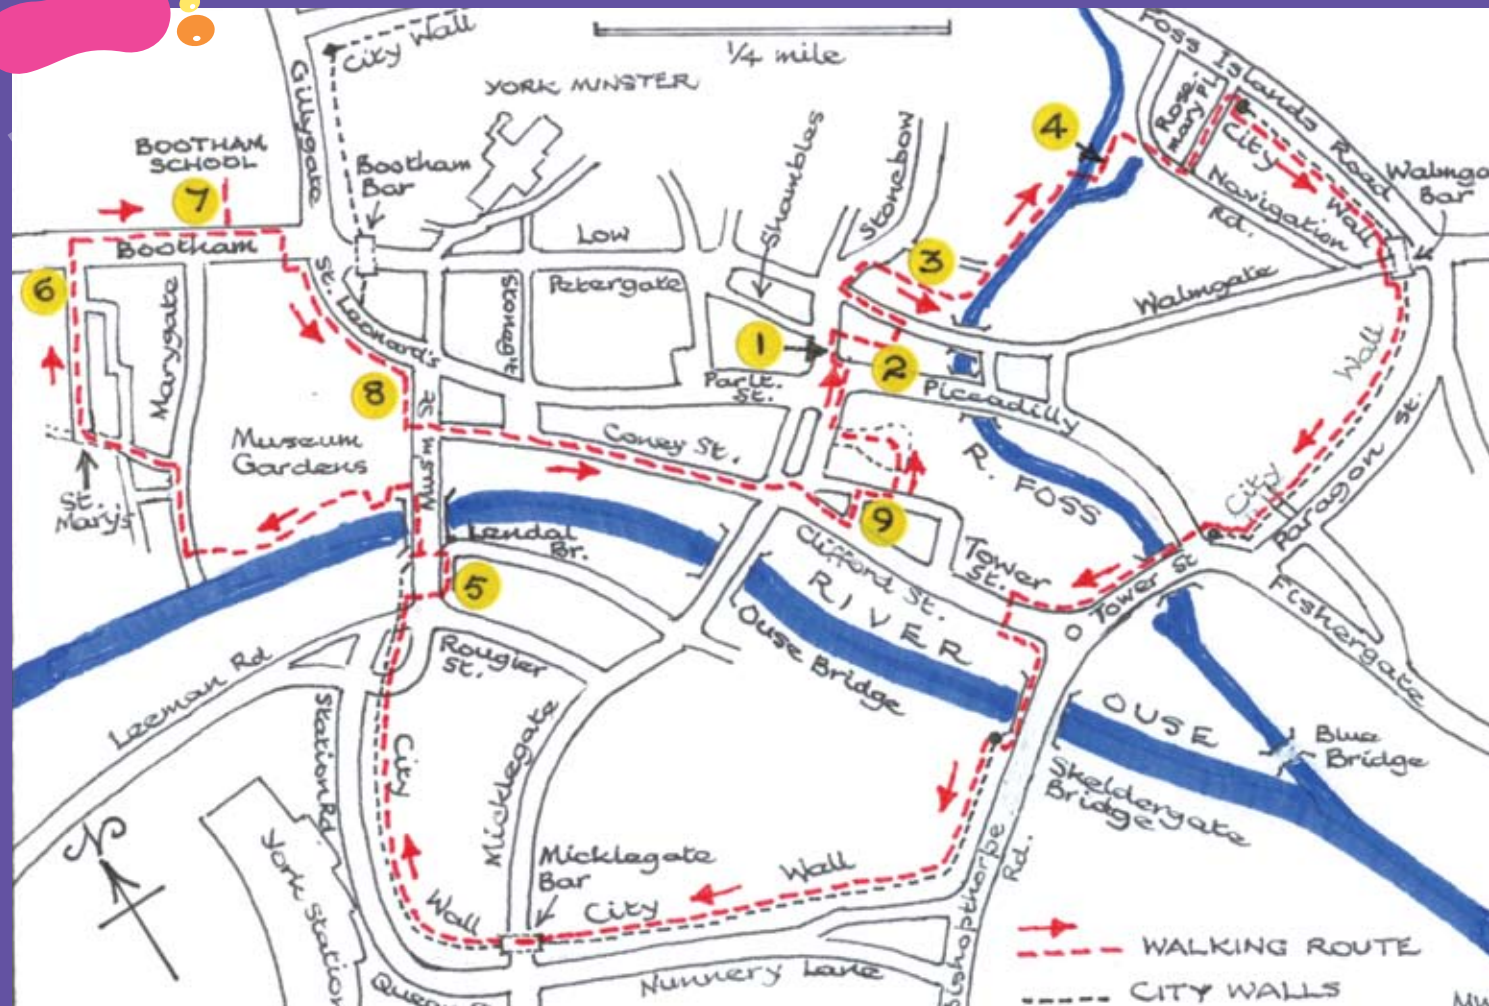 City Wall
¼ mile
YORK MINSTER
Gillygate
BOOTHAM
SCHOOL
7
Bootham
Bar
Shambles
Stonebow
4
Foss Islands Road
Rose-
mary Pl.
City
Wall
Navigation
Rd.
Walmga
Bar
Bootham
Low
Petergate
Stonegte
3
Walmgate
6
Marygate
St. Leonard's
8
1
2
Parlt.
St.
Piccadilly
Wall
City
Paragon St.
Museum
Gardens
St Musm
Coney St.
St.
Mary's
R. FOSS
9
Lendal
Br.
5
Clifford St.
Tower
St.
Tower St
Fishergate
RIVER
Ouse Bridge
OUSE
Blue
Bridge
Skeldergate
Bridge
Leeman Rd
Rougier
St.
Station Rd
City
Micklegate
Micklegate
Bar
Wall
City
Wall
Bishopthorpe
Rd.
N
York Station
Nunnery Lane
WALKING ROUTE
CITY WALLS